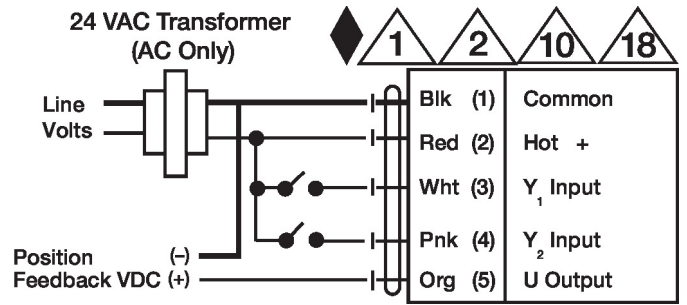 24 VAC Transformer
(AC Only)
1 2 10 18
Line
Volts
Blk (1) Common
Red (2) Hot +
Wht (3) Y1 Input
Pnk (4) Y2 Input
Org (5) U Output
Position (–)
Feedback VDC (+)